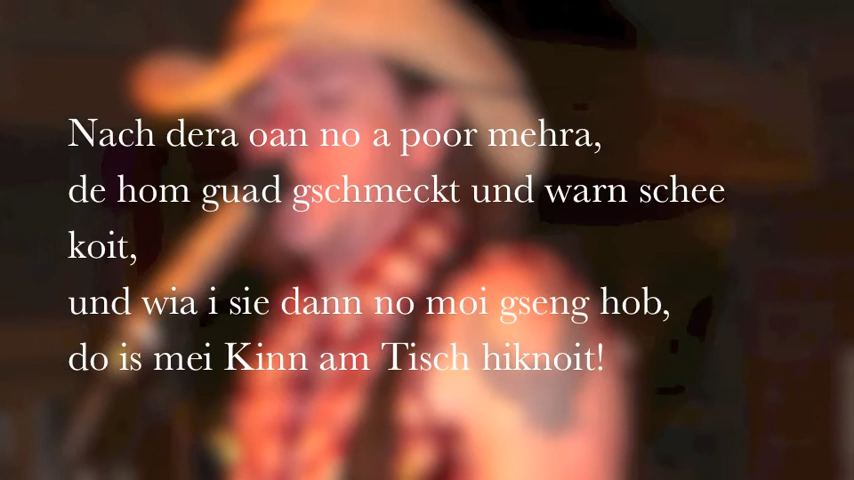 Nach dera oan no a poor mehra,
de hom guad gschmeckt und warn schee
koit,
und wia i sie dann no moi gseng hob,
do is mei Kinn am Tisch hiknoit!